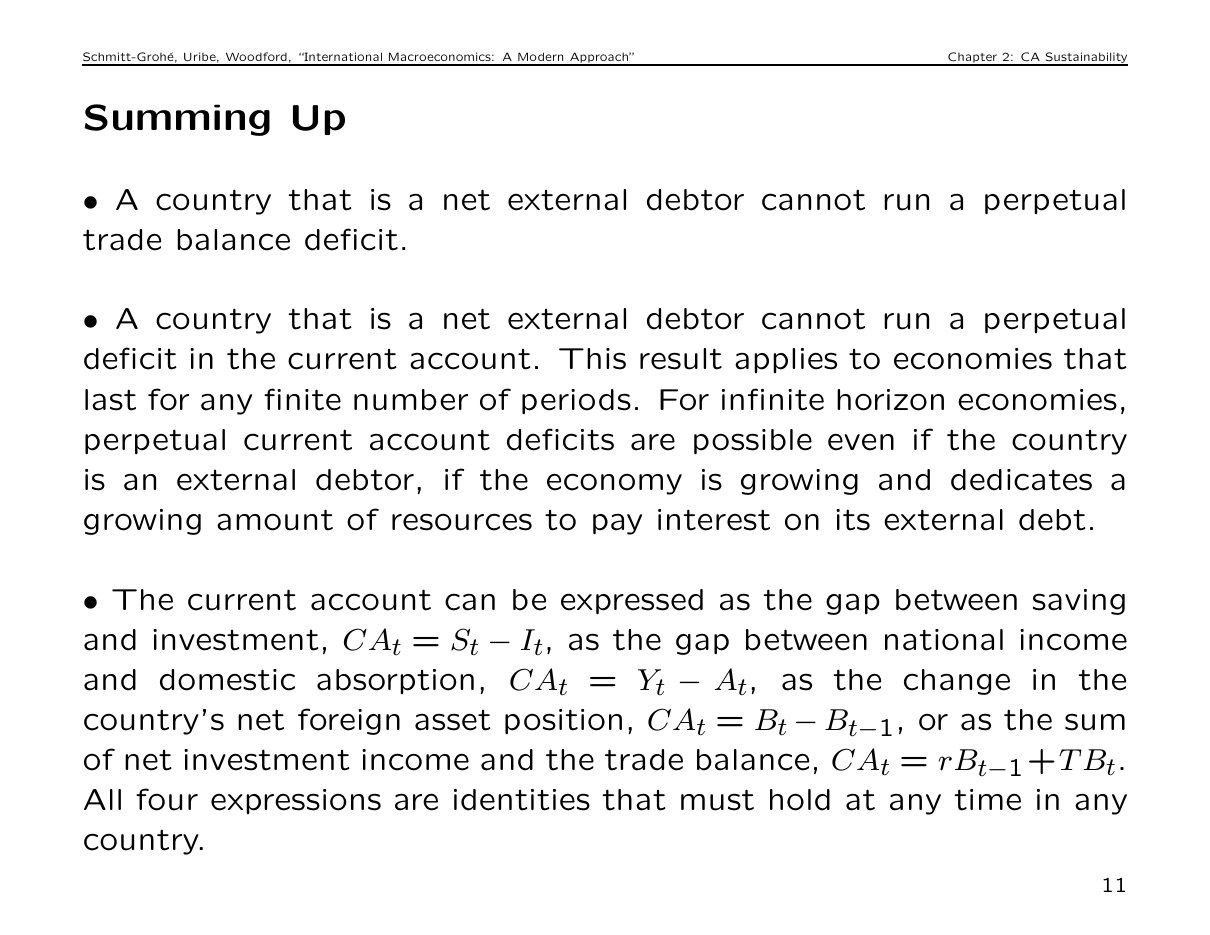 Schmitt-Grohé, Uribe, Woodford, “International Macroeconomics: A Modern Approach” Chapter 2: CA Sustainability
Summing Up
• A country that is a net external debtor cannot run a perpetual
trade balance deficit.
• A country that is a net external debtor cannot run a perpetual
deficit in the current account. This result applies to economies that
last for any finite number of periods. For infinite horizon economies,
perpetual current account deficits are possible even if the country
is an external debtor, if the economy is growing and dedicates a
growing amount of resources to pay interest on its external debt.
• The current account can be expressed as the gap between saving
and investment, $CA_t = S_t - I_t$, as the gap between national income
and domestic absorption, $CA_t = Y_t - A_t$, as the change in the
country’s net foreign asset position, $CA_t = B_t - B_{t-1}$, or as the sum
of net investment income and the trade balance, $CA_t = rB_{t-1} + TB_t$.
All four expressions are identities that must hold at any time in any
country.
11